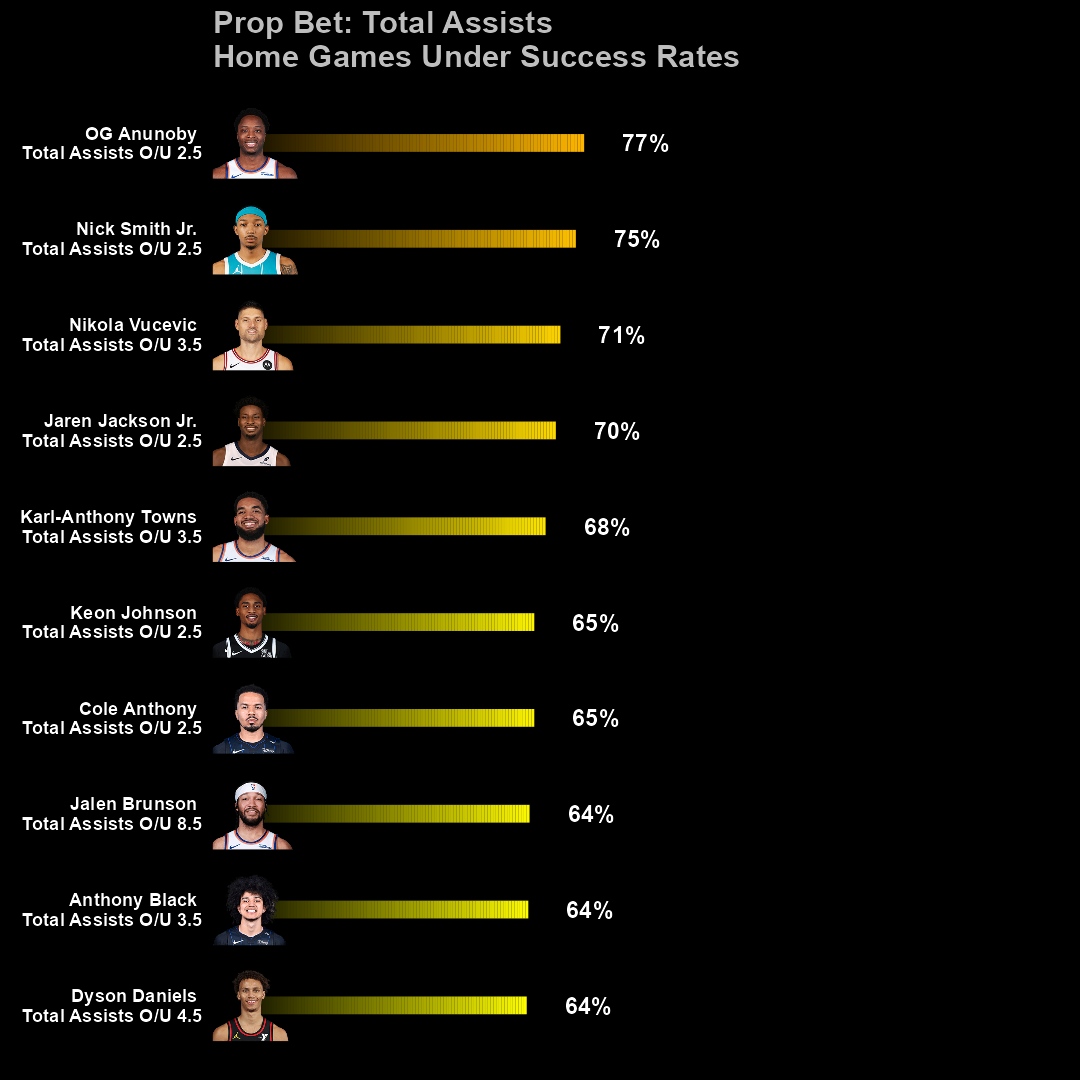 Prop Bet: Total Assists
Home Games Under Success Rates
OG Anunoby
Total Assists O/U 2.5
77%
Nick Smith Jr.
Total Assists O/U 2.5
75%
Nikola Vucevic
Total Assists O/U 3.5
71%
Jaren Jackson Jr.
Total Assists O/U 2.5
70%
Karl-Anthony Towns
Total Assists O/U 3.5
68%
Keon Johnson
Total Assists O/U 2.5
65%
Cole Anthony
Total Assists O/U 2.5
65%
Jalen Brunson
Total Assists O/U 8.5
64%
Anthony Black
Total Assists O/U 3.5
64%
Dyson Daniels
Total Assists O/U 4.5
64%